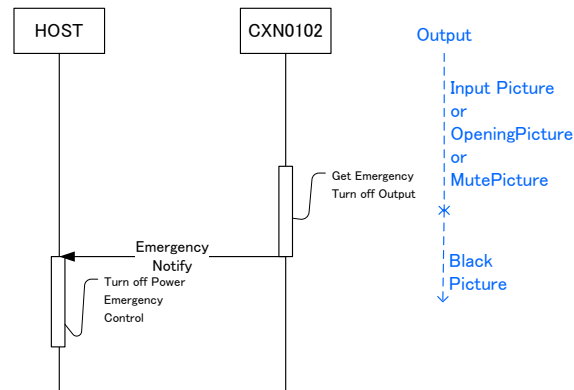 HOST
CXN0102
Output
Input Picture
or
OpeningPicture
or
MutePicture
Get Emergency
Turn off Output
Emergency
Notify
Black
Picture
Turn off Power
Emergency
Control